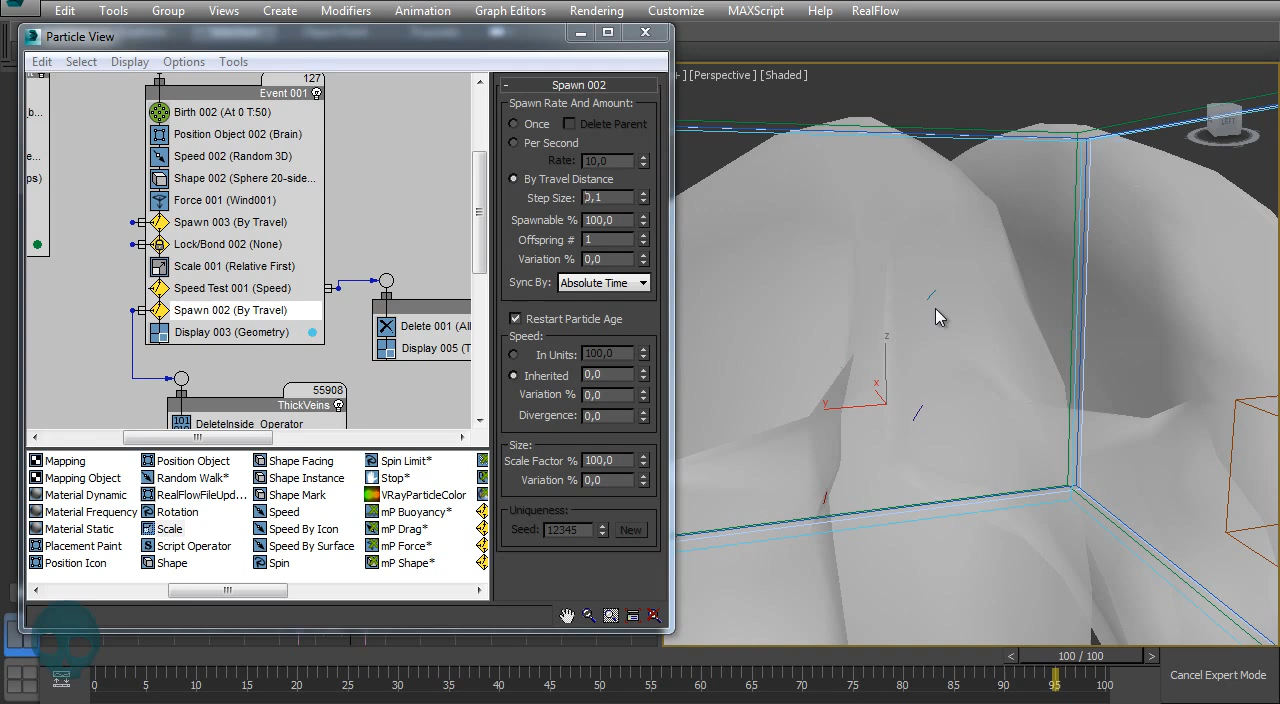 Edit Tools Group Views Create Modifiers Animation Graph Editors Rendering Customize MAXScript Help RealFlow
Particle View
Edit Select Display Options Tools
127
Event 001
Birth 002 (At 0 T:50)
Position Object 002 (Brain)
Speed 002 (Random 3D)
Shape 002 (Sphere 20-side...
Force 001 (Wind001)
Spawn 003 (By Travel)
Lock/Bond 002 (None)
Scale 001 (Relative First)
Speed Test 001 (Speed)
Spawn 002 (By Travel)
Display 003 (Geometry)
_b...
e...
ps)
Delete 001 (All
Display 005 (T
55908
ThickVeins
DeleteInside_Operator
Spawn 002
Spawn Rate And Amount:
Once Delete Parent
Per Second
Rate: 10,0
By Travel Distance
Step Size: 0,1
Spawnable % 100,0
Offspring # 1
Variation % 0,0
Sync By: Absolute Time
Restart Particle Age
Speed:
In Units: 100,0
Inherited 0,0
Variation % 0,0
Divergence: 0,0
Size:
Scale Factor % 100,0
Variation % 0,0
Uniqueness:
Seed: 12345 New
Mapping Position Object Shape Facing Spin Limit*
Mapping Object Random Walk* Shape Instance Stop*
Material Dynamic RealFlowFileUpd... Shape Mark VRayParticleColor
Material Frequency Rotation Speed mP Buoyancy*
Material Static Scale Speed By Icon mP Drag*
Placement Paint Script Operator Speed By Surface mP Force*
Position Icon Shape Spin mP Shape*
] [Perspective ] [Shaded ]
LEFT
z
x
y
< 100 / 100 >
0 5 10 15 20 25 30 35 40 45 50 55 60 65 70 75 80 85 90 95 100
Cancel Expert Mode